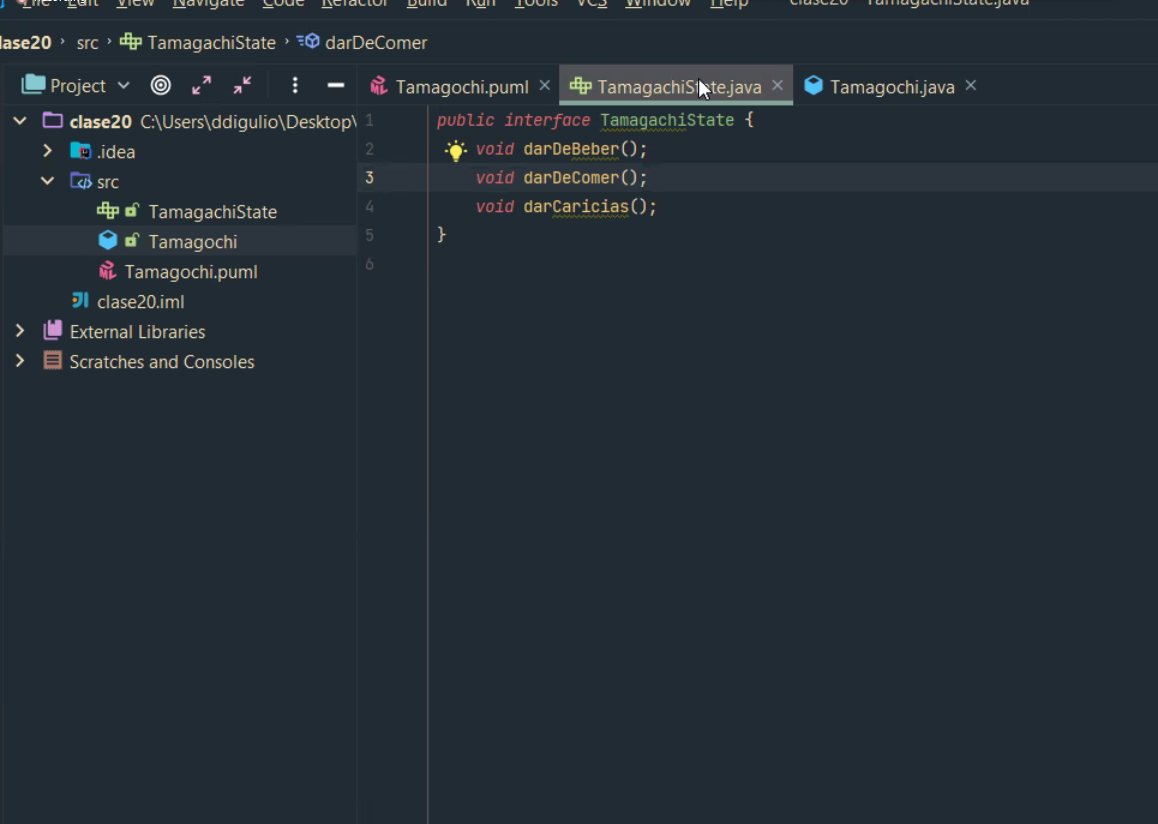 File Edit View Navigate Code Refactor Build Run Tools VCS Window Help clase20 - TamagachiState.java
lase20 › src › TamagachiState › darDeComer
Project
Tamagochi.puml × TamagachiState.java × Tamagochi.java ×
clase20 C:\Users\ddigulio\Desktop\
.idea
src
TamagachiState
Tamagochi
Tamagochi.puml
clase20.iml
External Libraries
Scratches and Consoles
1 public interface TamagachiState {
2 void darDeBeber();
3 void darDeComer();
4 void darCaricias();
5 }
6